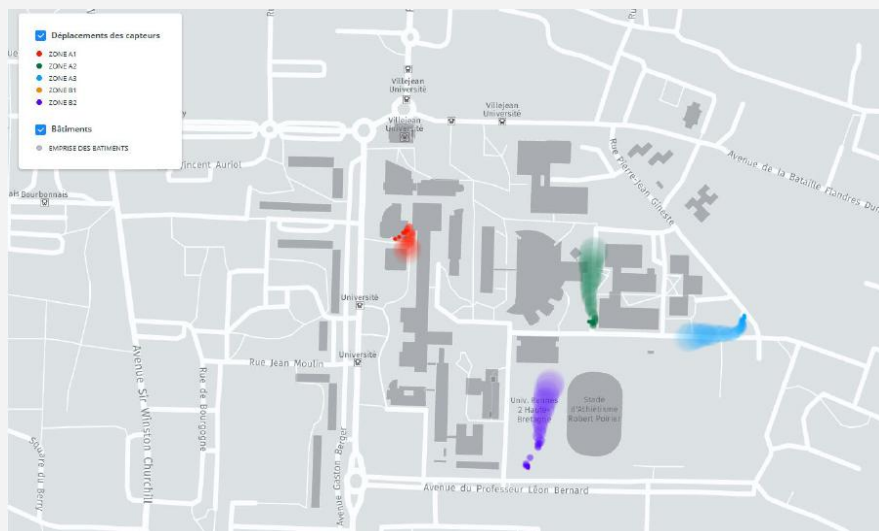 Déplacements des capteurs
ZONE A1
ZONE A2
ZONE A3
ZONE B1
ZONE B2
Bâtiments
EMPRISE DES BATIMENTS
Villejean
Université
Villejean
Université
Villejean
Université
Vincent Auriol
Bourbonnais
Rue Pierre-Jean Gineste
Avenue de la Bataille Flandres Dun
Université
Université
Rue Jean Moulin
Avenue Sir Winston Churchill
Rue de Bourgogne
Square du Berry
Avenue Gaston Berger
Univ. Rennes
2 Haute
Bretagne
Stade
d'Athlétisme
Robert Poirier
Avenue du Professeur Léon Bernard